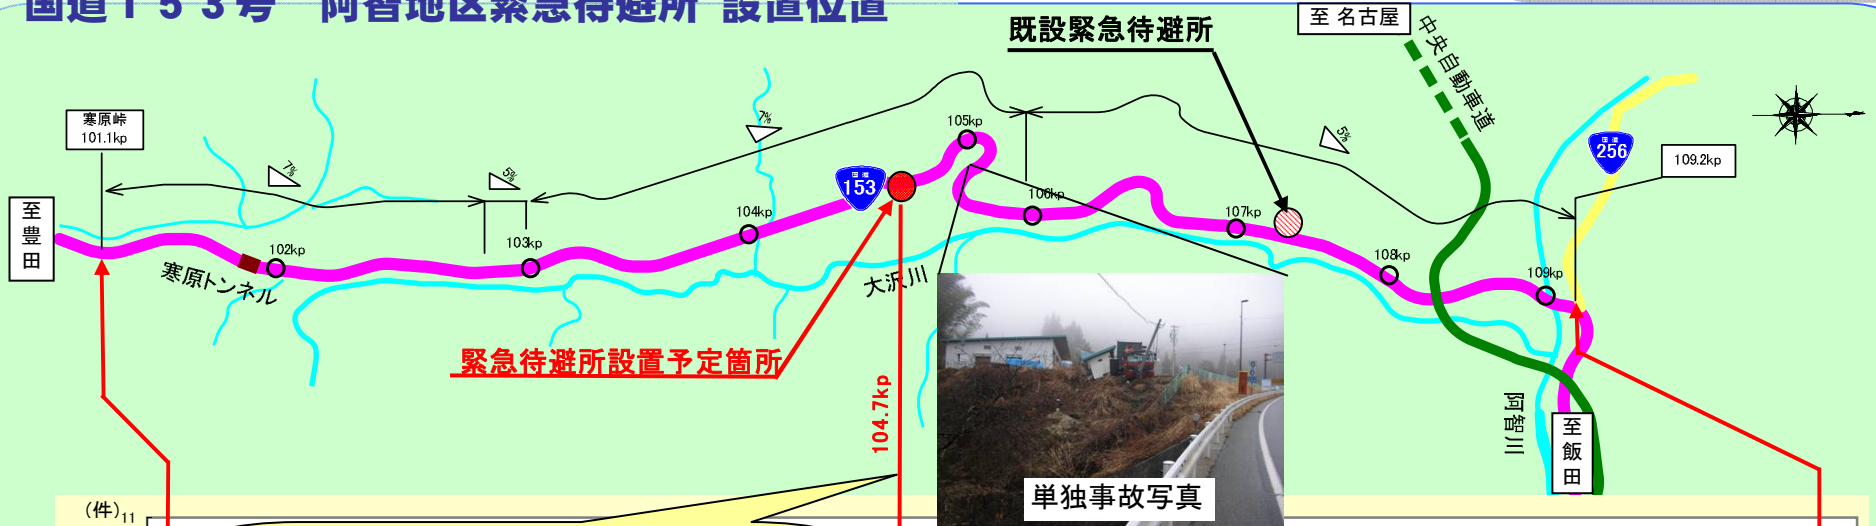 国道153号 阿智地区緊急待避所 設置位置
既設緊急待避所
至 名古屋
中央自動車道
寒原峠
101.1kp
7%
5%
7%
5%
105kp
国道
153
国道
256
109.2kp
至豊田
102kp
103kp
104kp
106kp
107kp
108kp
109kp
寒原トンネル
大沢川
緊急待避所設置予定箇所
104.7kp
阿智川
至飯田
単独事故写真
(件)
11